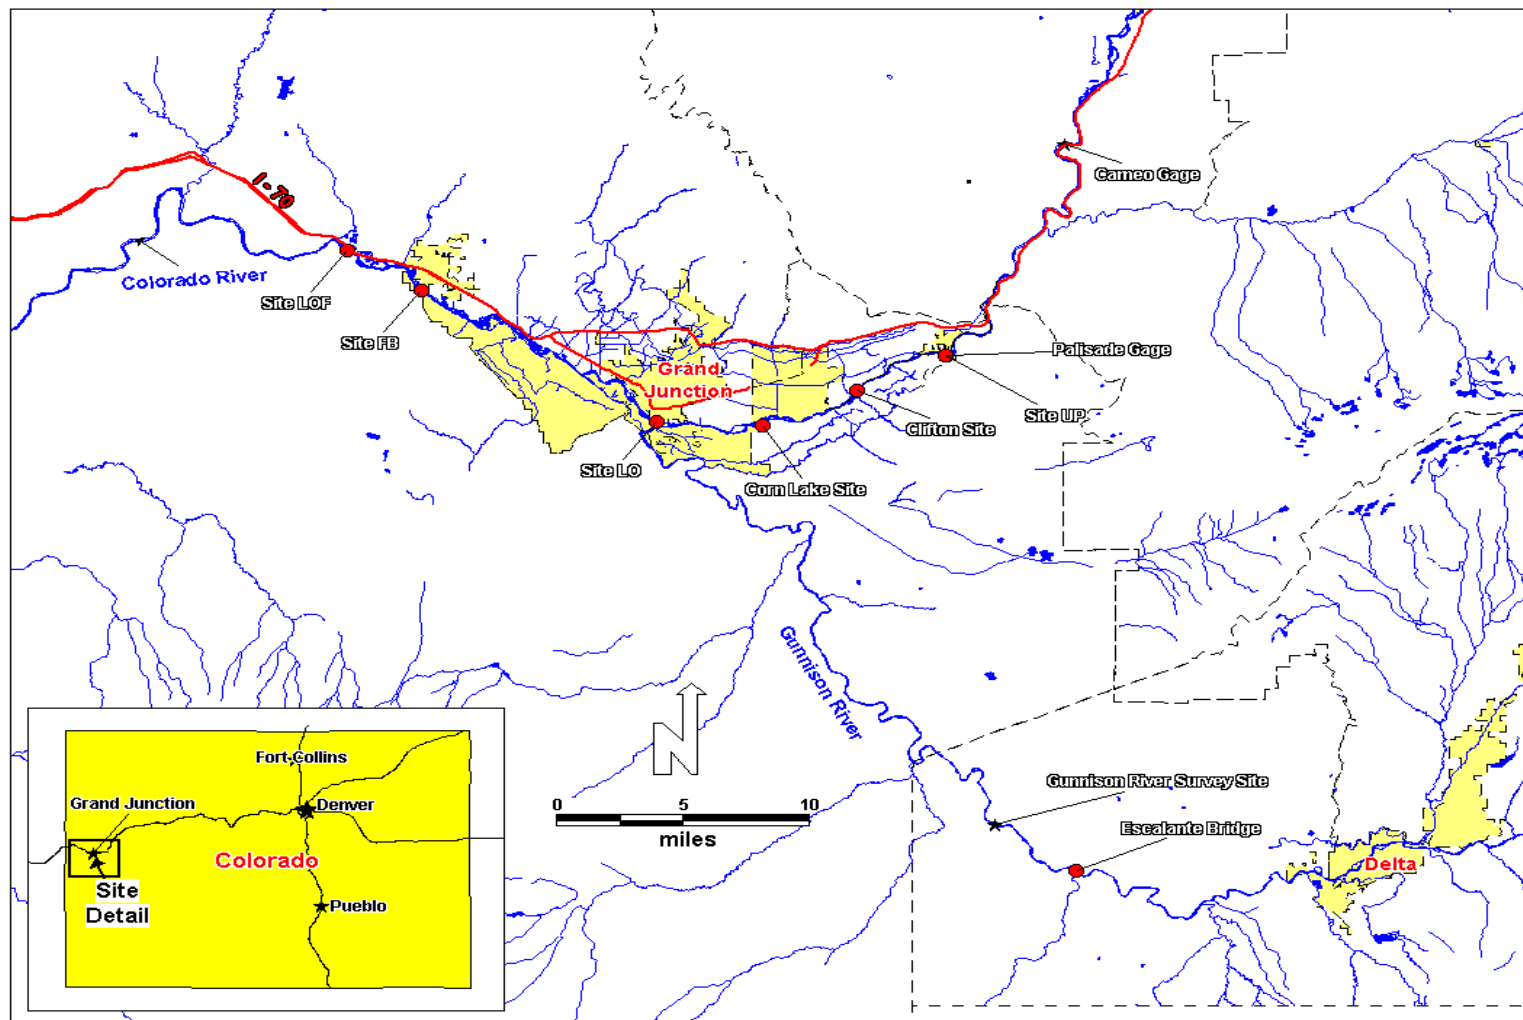 I-70
Cameo Gage
Colorado River
Site LOF
Site FB
Palisade Gage
Grand
Junction
Site UP
Clifton Site
Site LO
Corn Lake Site
Gunnison River
N
Gunnison River Survey Site
0 5 10
miles
Escalante Bridge
Delta
Fort Collins
Grand Junction
Denver
Colorado
Site
Detail
Pueblo